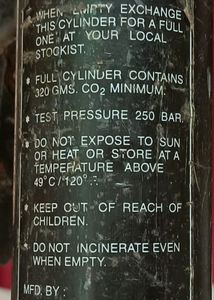 WHEN EMPTY EXCHANGE
THIS CYLINDER FOR A FULL
ONE AT YOUR LOCAL
STOCKIST.
* FULL CYLINDER CONTAINS
320 GMS. CO₂ MINIMUM.
* TEST PRESSURE 250 BAR.
* DO NOT EXPOSE TO SUN
OR HEAT OR STORE AT A
TEMPERATURE ABOVE
49°C/120°
* KEEP OUT OF REACH OF
CHILDREN.
* DO NOT INCINERATE EVEN
WHEN EMPTY.
MFD. BY :